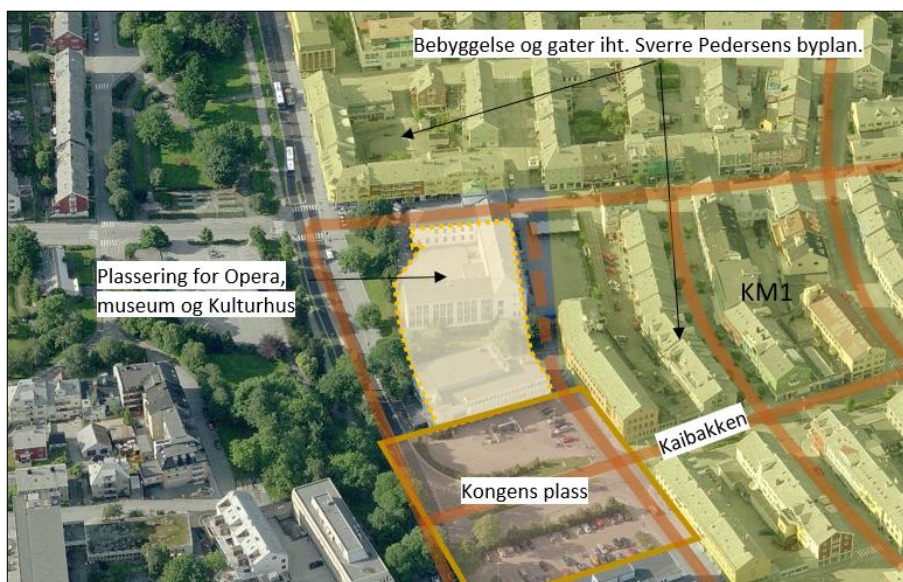 Bebyggelse og gater iht. Sverre Pedersens byplan.
Plassering for Opera,
museum og Kulturhus
KM1
Kaibakken
Kongens plass